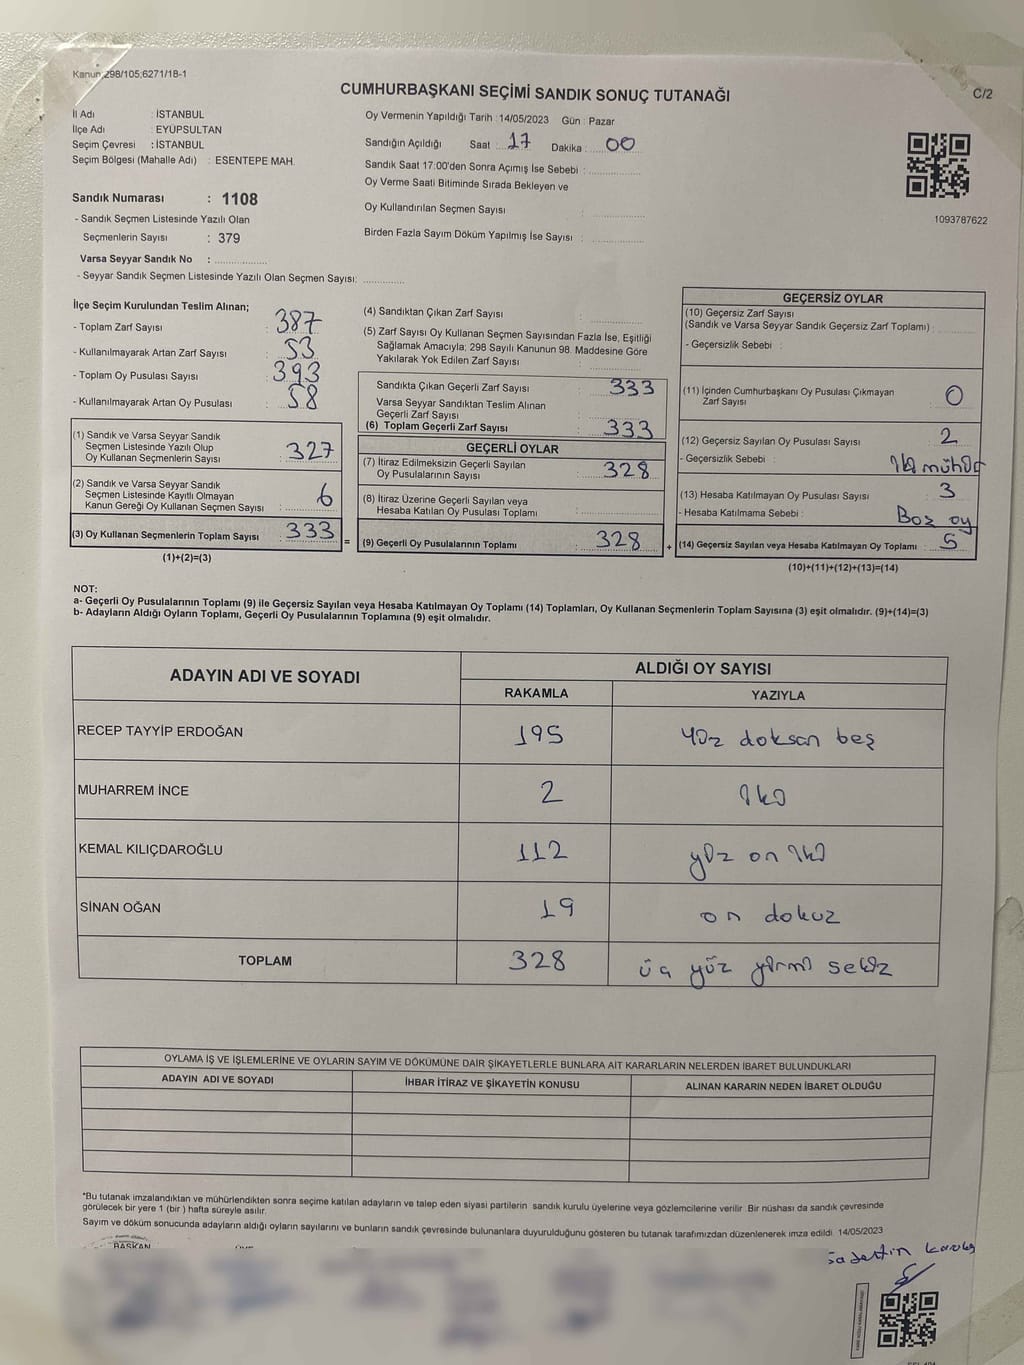 Kanun 298/105;6271/18-1
C/2
CUMHURBAŞKANI SEÇİMİ SANDIK SONUÇ TUTANAĞI
İl Adı : İSTANBUL
İlçe Adı : EYÜPSULTAN
Seçim Çevresi : İSTANBUL
Seçim Bölgesi (Mahalle Adı) : ESENTEPE MAH.
Sandık Numarası : 1108
- Sandık Seçmen Listesinde Yazılı Olan
Seçmenlerin Sayısı : 379
Varsa Seyyar Sandık No :
- Seyyar Sandık Seçmen Listesinde Yazılı Olan Seçmen Sayısı:
Oy Vermenin Yapıldığı Tarih : 14/05/2023 Gün : Pazar
Sandığın Açıldığı Saat : 17 Dakika : 00
Sandık Saat 17:00'den Sonra Açımış İse Sebebi :
Oy Verme Saati Bitiminde Sırada Bekleyen ve
Oy Kullandırılan Seçmen Sayısı :
Birden Fazla Sayım Döküm Yapılmış İse Sayısı :
1093787622
İlçe Seçim Kurulundan Teslim Alınan;
- Toplam Zarf Sayısı : 387
- Kullanılmayarak Artan Zarf Sayısı : 53
- Toplam Oy Pusulası Sayısı : 393
- Kullanılmayarak Artan Oy Pusulası : 58
(1) Sandık ve Varsa Seyyar Sandık
Seçmen Listesinde Yazılı Olup
Oy Kullanan Seçmenlerin Sayısı : 327
(2) Sandık ve Varsa Seyyar Sandık
Seçmen Listesinde Kayıtlı Olmayan
Kanun Gereği Oy Kullanan Seçmen Sayısı : 6
(3) Oy Kullanan Seçmenlerin Toplam Sayısı : 333
(1)+(2)=(3)
=
(4) Sandıktan Çıkan Zarf Sayısı :
(5) Zarf Sayısı Oy Kullanan Seçmen Sayısından Fazla İse, Eşitliği
Sağlamak Amacıyla; 298 Sayılı Kanunun 98. Maddesine Göre
Yakılarak Yok Edilen Zarf Sayısı :
Sandıkta Çıkan Geçerli Zarf Sayısı : 333
Varsa Seyyar Sandıktan Teslim Alınan
Geçerli Zarf Sayısı :
(6) Toplam Geçerli Zarf Sayısı : 333
GEÇERLİ OYLAR
(7) İtiraz Edilmeksizin Geçerli Sayılan
Oy Pusulalarının Sayısı : 328
(8) İtiraz Üzerine Geçerli Sayılan veya
Hesaba Katılan Oy Pusulası Toplamı :
(9) Geçerli Oy Pusulalarının Toplamı : 328
+
GEÇERSİZ OYLAR
(10) Geçersiz Zarf Sayısı
(Sandık ve Varsa Seyyar Sandık Geçersiz Zarf Toplamı) :
- Geçersizlik Sebebi :
(11) İçinden Cumhurbaşkanı Oy Pusulası Çıkmayan
Zarf Sayısı : 0
(12) Geçersiz Sayılan Oy Pusulası Sayısı : 2
- Geçersizlik Sebebi : İki mühür
(13) Hesaba Katılmayan Oy Pusulası Sayısı : 3
- Hesaba Katılmama Sebebi : Boş oy
(14) Geçersiz Sayılan veya Hesaba Katılmayan Oy Toplamı : 5
(10)+(11)+(12)+(13)=(14)
NOT:
a- Geçerli Oy Pusulalarının Toplamı (9) ile Geçersiz Sayılan veya Hesaba Katılmayan Oy Toplamı (14) Toplamları, Oy Kullanan Seçmenlerin Toplam Sayısına (3) eşit olmalıdır. (9)+(14)=(3)
b- Adayların Aldığı Oyların Toplamı, Geçerli Oy Pusulalarının Toplamına (9) eşit olmalıdır.
ADAYIN ADI VE SOYADI ALDIĞI OY SAYISI
RAKAMLA YAZIYLA
RECEP TAYYİP ERDOĞAN 195 yüz doksan beş
MUHARREM İNCE 2 iki
KEMAL KILIÇDAROĞLU 112 yüz on iki
SİNAN OĞAN 19 on dokuz
TOPLAM 328 üç yüz yirmi sekiz
OYLAMA İŞ VE İŞLEMLERİNE VE OYLARIN SAYIM VE DÖKÜMÜNE DAİR ŞİKAYETLERLE BUNLARA AİT KARARLARIN NELERDEN İBARET BULUNDUKLARI
ADAYIN ADI VE SOYADI İHBAR İTİRAZ VE ŞİKAYETİN KONUSU ALINAN KARARIN NEDEN İBARET OLDUĞU
*Bu tutanak imzalandıktan ve mühürlendikten sonra seçime katılan adayların ve talep eden siyasi partilerin sandık kurulu üyelerine veya gözlemcilerine verilir. Bir nüshası da sandık çevresinde
görülecek bir yere 1 (bir ) hafta süreyle asılır.
Sayım ve döküm sonucunda adayların aldığı oyların sayılarını ve bunların sandık çevresinde bulunanlara duyurulduğunu gösteren bu tutanak tarafımızdan düzenlenerek imza edildi 14/05/2023
BAŞKAN